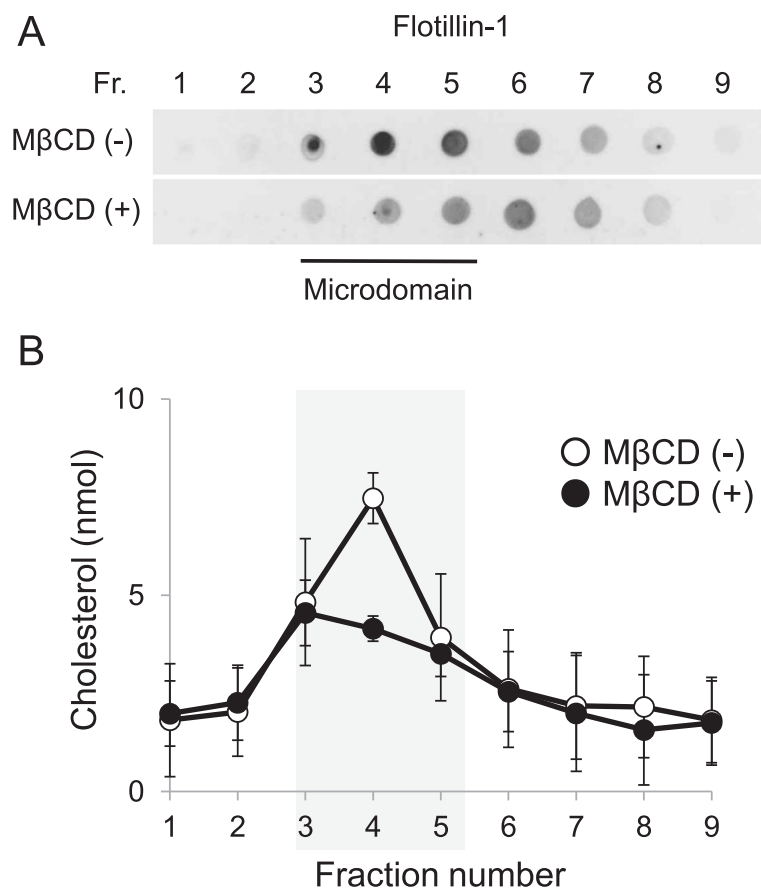 A
Flotillin-1
Fr. 1 2 3 4 5 6 7 8 9
MβCD (-)
MβCD (+)
Microdomain
B
10
5
0
Cholesterol (nmol)
MβCD (-)
MβCD (+)
1 2 3 4 5 6 7 8 9
Fraction number